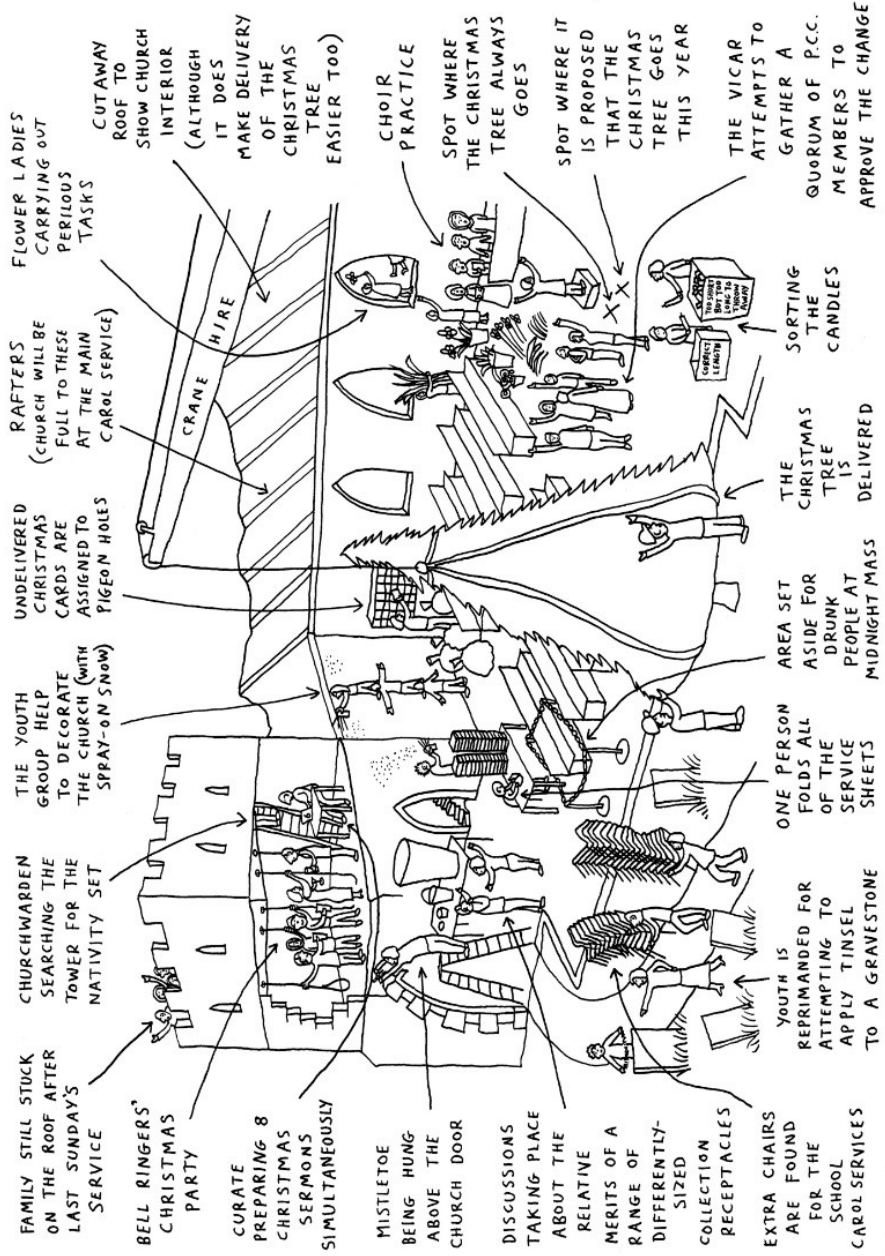 FAMILY STILL STUCK
ON THE ROOF AFTER
LAST SUNDAY'S
SERVICE
CHURCHWARDEN
SEARCHING THE
TOWER FOR THE
NATIVITY SET
THE YOUTH
GROUP HELP
TO DECORATE
THE CHURCH (WITH
SPRAY-ON SNOW)
UNDELIVERED
CHRISTMAS
CARDS ARE
ASSIGNED TO
PIGEON HOLES
RAFTERS
(CHURCH WILL BE
FULL TO THESE
AT THE MAIN
CAROL SERVICE)
FLOWER LADIES
CARRYING OUT
PERILOUS
TASKS
CUTAWAY
ROOF TO
SHOW CHURCH
INTERIOR
(ALTHOUGH
IT DOES
MAKE DELIVERY
OF THE
CHRISTMAS
TREE
EASIER TOO)
CRANE HIRE
BELL RINGERS'
CHRISTMAS
PARTY
CURATE
PREPARING 8
CHRISTMAS
SERMONS
SIMULTANEOUSLY
MISTLETOE
BEING HUNG
ABOVE THE
CHURCH DOOR
DISCUSSIONS
TAKING PLACE
ABOUT THE
RELATIVE
MERITS OF A
RANGE OF
DIFFERENTLY-
SIZED
COLLECTION
RECEPTACLES
EXTRA CHAIRS
ARE FOUND
FOR THE
SCHOOL
CAROL SERVICES
CHOIR
PRACTICE
SPOT WHERE
THE CHRISTMAS
TREE ALWAYS
GOES
SPOT WHERE IT
IS PROPOSED
THAT THE
CHRISTMAS
TREE GOES
THIS YEAR
THE VICAR
ATTEMPTS TO
GATHER A
QUORUM OF P.C.C.
MEMBERS TO
APPROVE THE CHANGE
CORRECT
LENGTH
TOO SHORT
BUT TOO
LONG TO
THROW
AWAY
YOUTH IS
REPRIMANDED FOR
ATTEMPTING TO
APPLY TINSEL
TO A GRAVESTONE
ONE PERSON
FOLDS ALL
OF THE
SERVICE
SHEETS
AREA SET
ASIDE FOR
DRUNK
PEOPLE AT
MIDNIGHT MASS
THE
CHRISTMAS
TREE
IS
DELIVERED
SORTING
THE
CANDLES